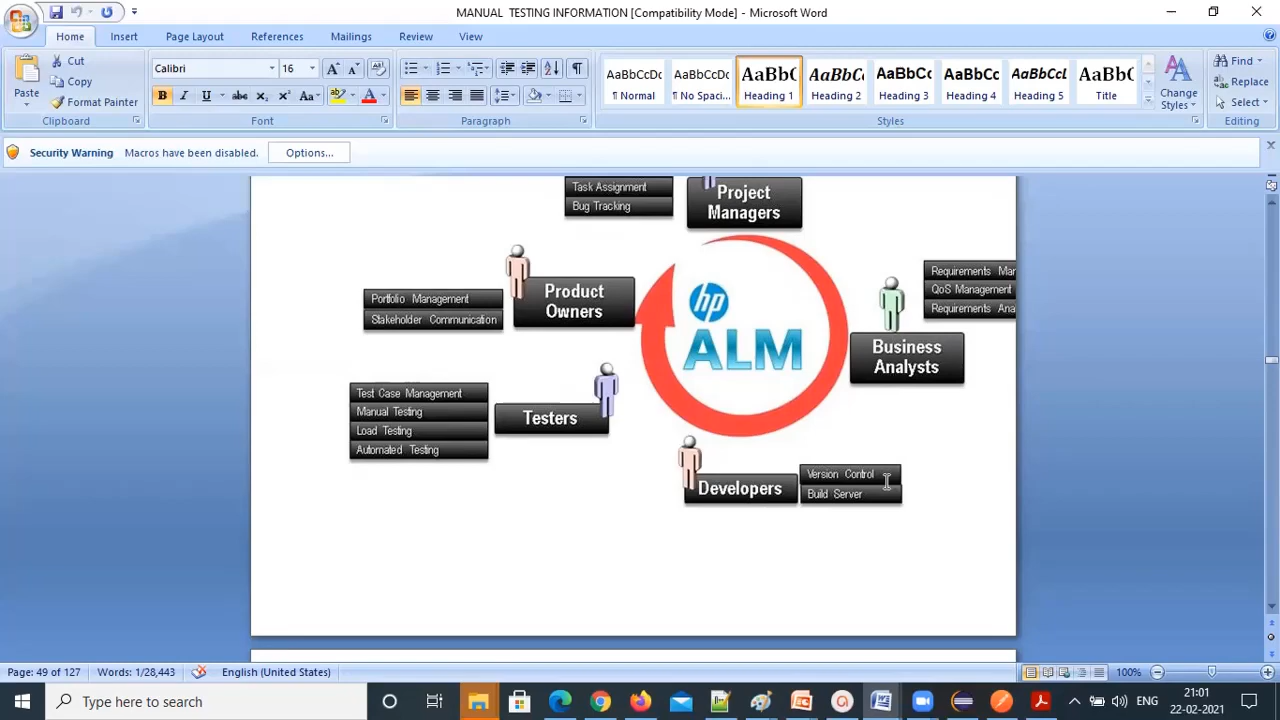 MANUAL  TESTING INFORMATION [Compatibility Mode] - Microsoft Word
Home
Insert
Page Layout
References
Mailings
Review
View
Paste
Cut
Copy
Format Painter
Clipboard
Calibri
16
Font
Paragraph
AaBbCcDc
¶ Normal
AaBbCcDc
¶ No Spaci...
AaBbC
Heading 1
AaBbC
Heading 2
AaBbCc
Heading 3
AaBbCc
Heading 4
AaBbCcL
Heading 5
AaBbC
Title
Change
Styles
Styles
Find
Replace
Select
Editing
Security Warning
Macros have been disabled.
Options...
Task Assignment
Bug Tracking
Project
Managers
Product
Owners
Portfolio Management
Stakeholder Communication
hp
ALM
Requirements Mar
QoS Management
Requirements Ana
Business
Analysts
Test Case Management
Manual Testing
Load Testing
Automated Testing
Testers
Developers
Version Control
Build Server
Page: 49 of 127
Words: 1/28,443
English (United States)
100%
Type here to search
ENG
21:01
22-02-2021